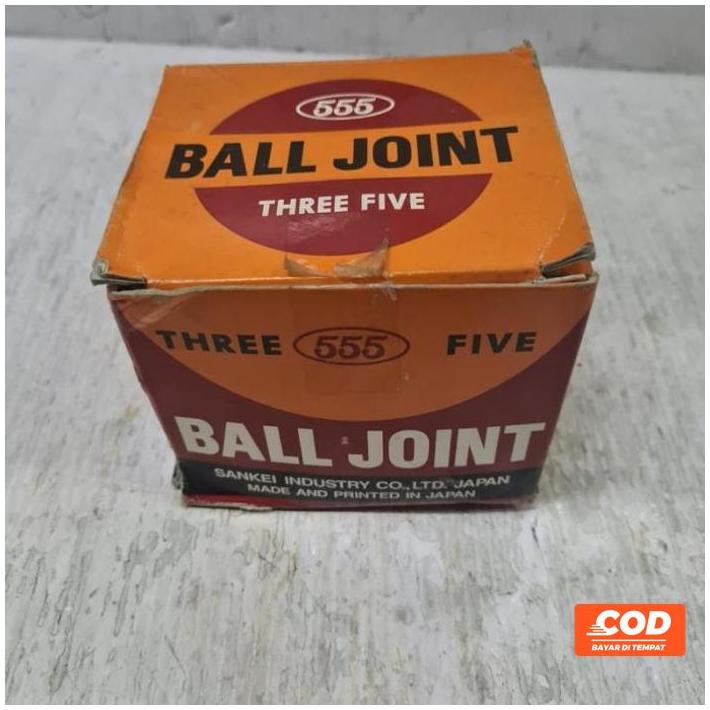 555
BALL JOINT
THREE FIVE
THREE 555 FIVE
BALL JOINT
SANKEI INDUSTRY CO., LTD. JAPAN
MADE AND PRINTED IN JAPAN
COD
BAYAR DI TEMPAT